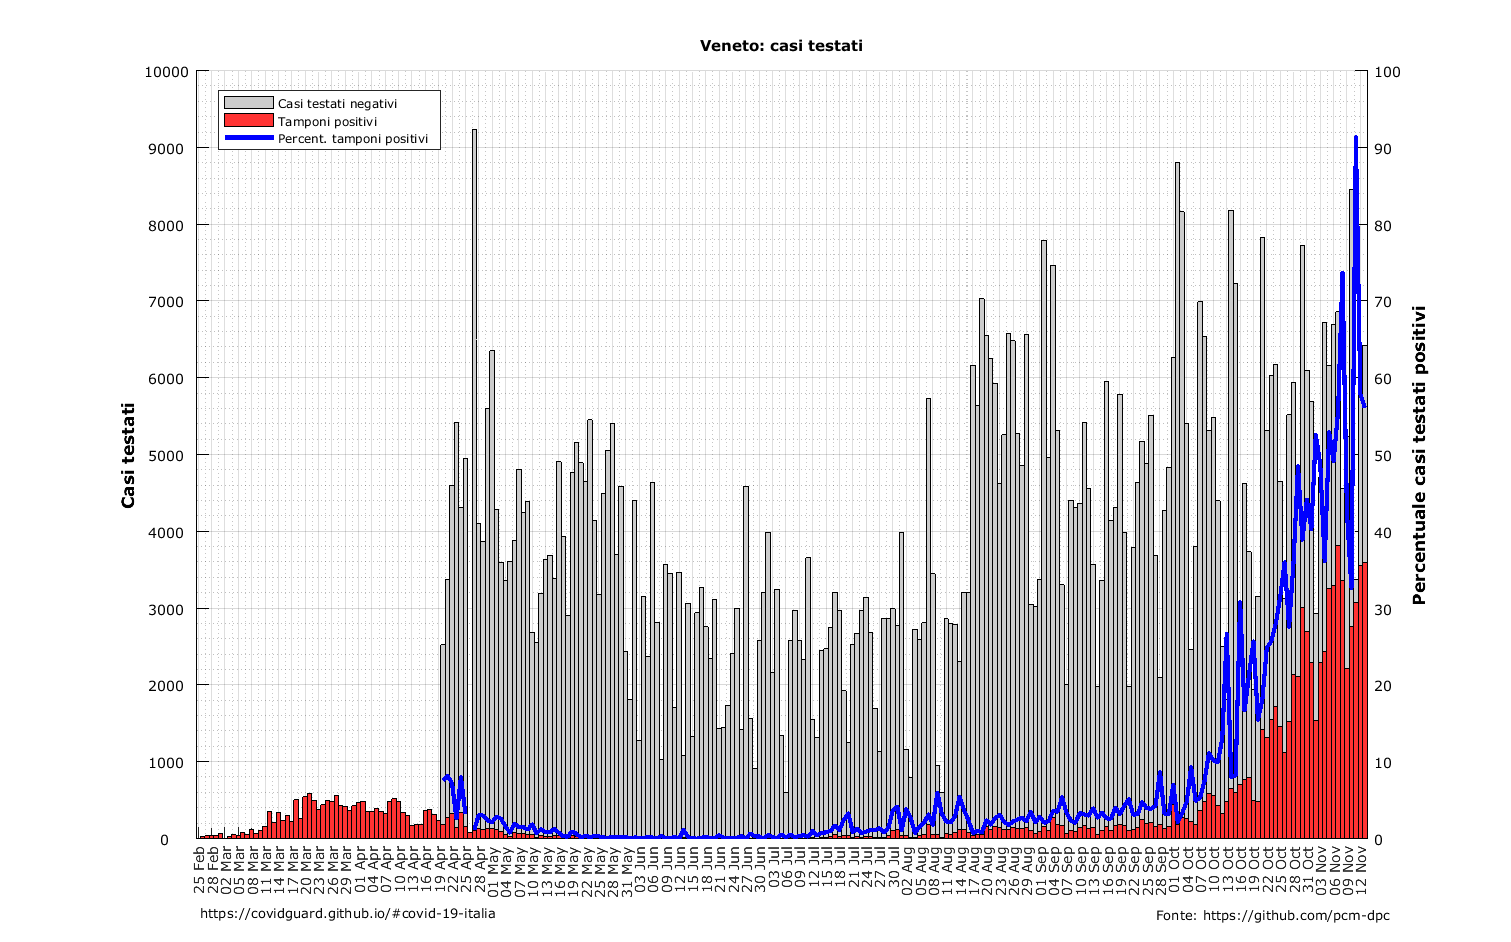 Veneto: casi testati
Casi testati negativi
Tamponi positivi
Percent. tamponi positivi
10000
9000
8000
7000
6000
5000
4000
3000
2000
1000
0
Casi testati
100
90
80
70
60
50
40
30
20
10
0
Percentuale casi testati positivi
25 Feb
28 Feb
02 Mar
05 Mar
08 Mar
11 Mar
14 Mar
17 Mar
20 Mar
23 Mar
26 Mar
29 Mar
01 Apr
04 Apr
07 Apr
10 Apr
13 Apr
16 Apr
19 Apr
22 Apr
25 Apr
28 Apr
01 May
04 May
07 May
10 May
13 May
16 May
19 May
22 May
25 May
28 May
31 May
03 Jun
06 Jun
09 Jun
12 Jun
15 Jun
18 Jun
21 Jun
24 Jun
27 Jun
30 Jun
03 Jul
06 Jul
09 Jul
12 Jul
15 Jul
18 Jul
21 Jul
24 Jul
27 Jul
30 Jul
02 Aug
05 Aug
08 Aug
11 Aug
14 Aug
17 Aug
20 Aug
23 Aug
26 Aug
29 Aug
01 Sep
04 Sep
07 Sep
10 Sep
13 Sep
16 Sep
19 Sep
22 Sep
25 Sep
28 Sep
01 Oct
04 Oct
07 Oct
10 Oct
13 Oct
16 Oct
19 Oct
22 Oct
25 Oct
28 Oct
31 Oct
03 Nov
06 Nov
09 Nov
12 Nov
https://covidguard.github.io/#covid-19-italia
Fonte: https://github.com/pcm-dpc